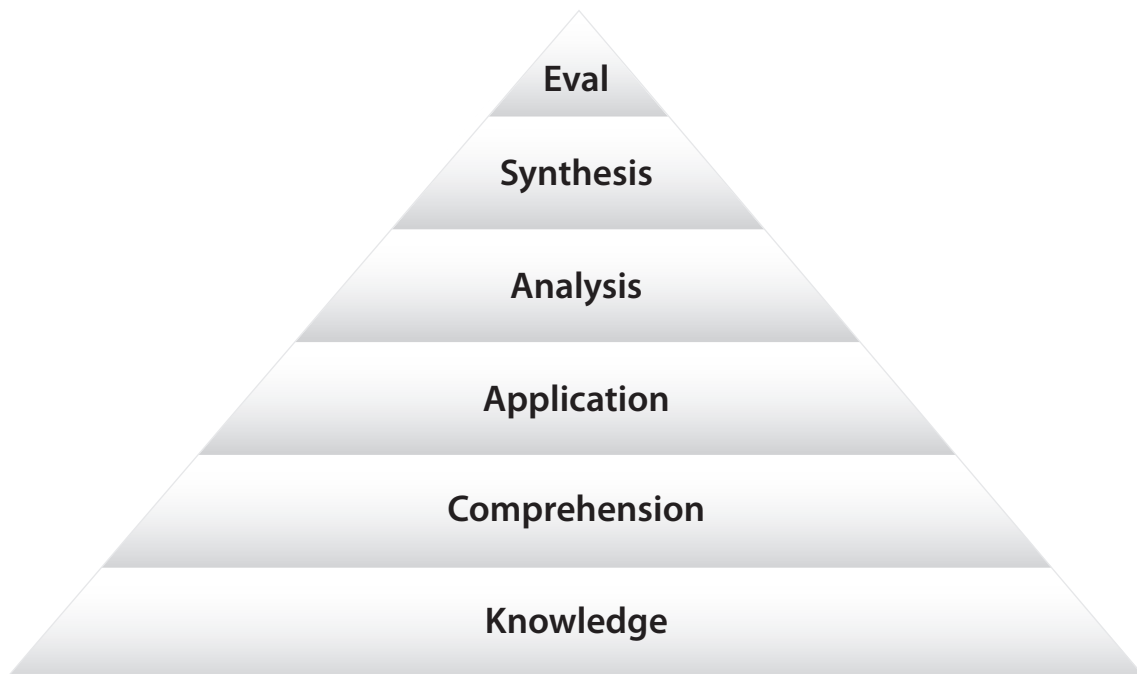 Eval
Synthesis
Analysis
Application
Comprehension
Knowledge